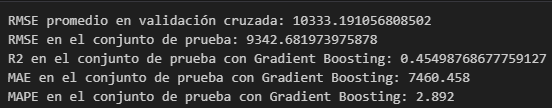 RMSE promedio en validación cruzada: 10333.191056808502
RMSE en el conjunto de prueba: 9342.681973975878
R2 en el conjunto de prueba con Gradient Boosting: 0.45498768677759127
MAE en el conjunto de prueba con Gradient Boosting: 7460.458
MAPE en el conjunto de prueba con Gradient Boosting: 2.892